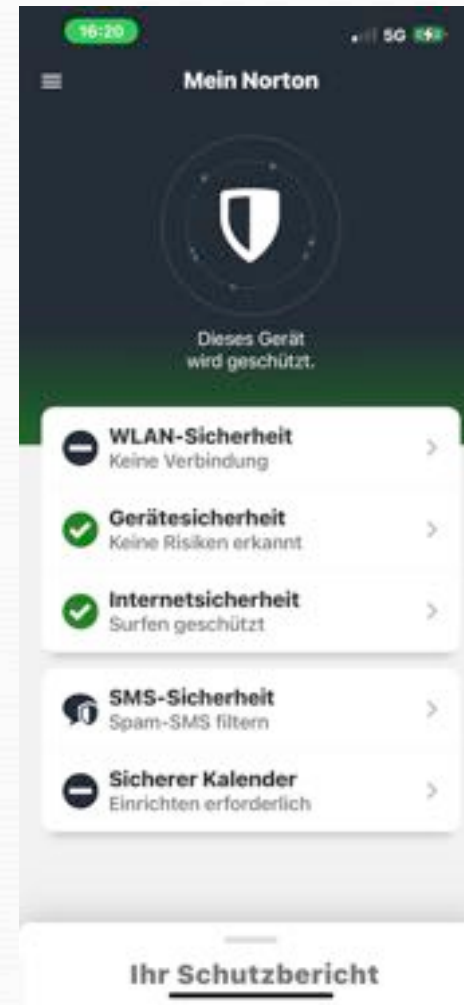 16:20
5G
Mein Norton
Dieses Gerät
wird geschützt.
WLAN-Sicherheit
Keine Verbindung
Gerätesicherheit
Keine Risiken erkannt
Internetsicherheit
Surfen geschützt
SMS-Sicherheit
Spam-SMS filtern
Sicherer Kalender
Einrichten erforderlich
Ihr Schutzbericht